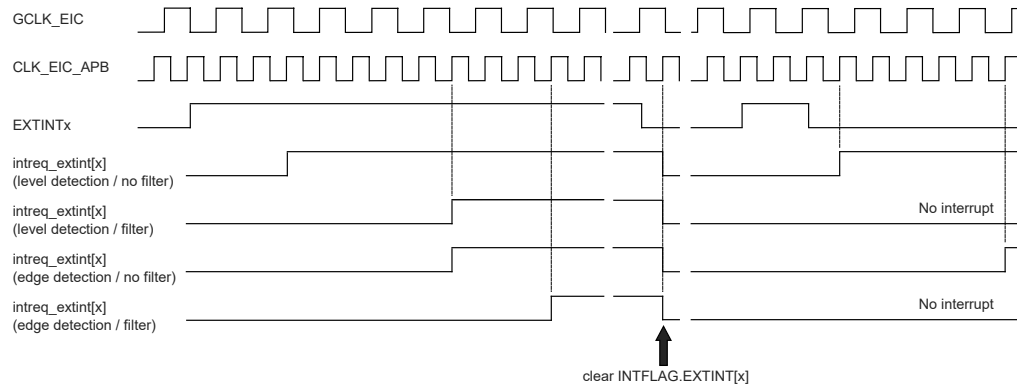 GCLK_EIC
CLK_EIC_APB
EXTINTx
intreq_extint[x]
(level detection / no filter)
intreq_extint[x]
(level detection / filter)
No interrupt
intreq_extint[x]
(edge detection / no filter)
intreq_extint[x]
(edge detection / filter)
No interrupt
clear INTFLAG.EXTINT[x]